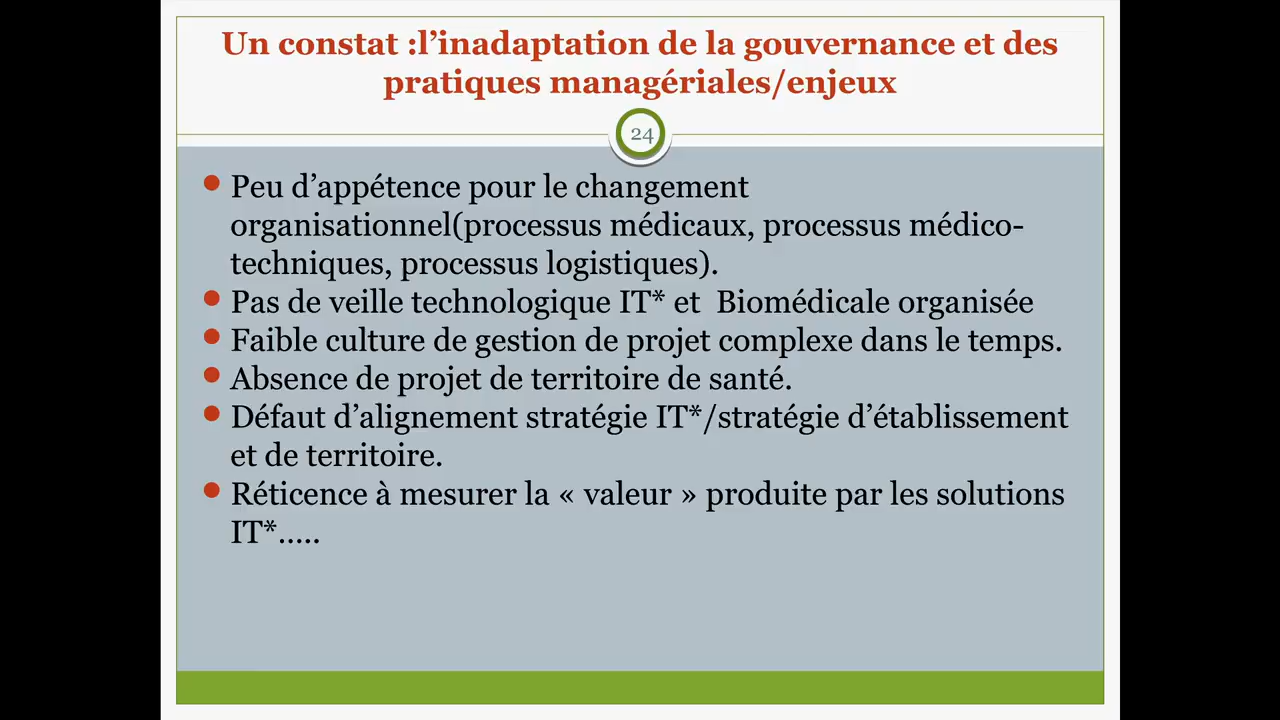 Un constat :l’inadaptation de la gouvernance et des
pratiques managériales/enjeux
24
Peu d’appétence pour le changement
organisationnel(processus médicaux, processus médico-
techniques, processus logistiques).
Pas de veille technologique IT* et  Biomédicale organisée
Faible culture de gestion de projet complexe dans le temps.
Absence de projet de territoire de santé.
Défaut d’alignement stratégie IT*/stratégie d’établissement
et de territoire.
Réticence à mesurer la « valeur » produite par les solutions
IT*…..